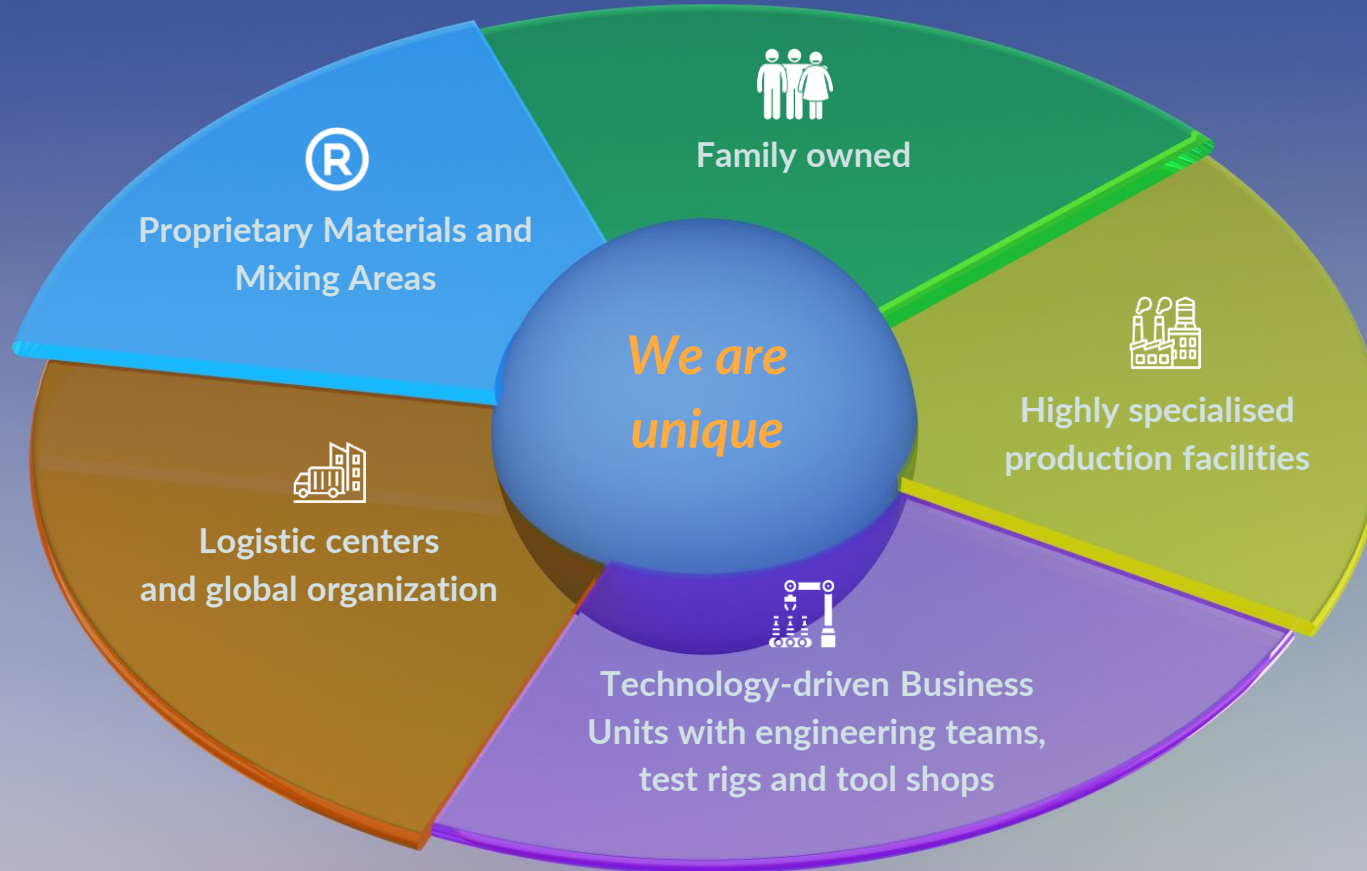 Family owned
®
Proprietary Materials and
Mixing Areas
We are
unique
Highly specialised
production facilities
Logistic centers
and global organization
Technology-driven Business
Units with engineering teams,
test rigs and tool shops